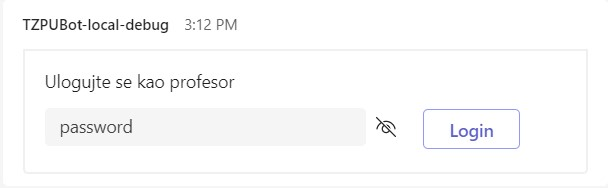 TZPUBot-local-debug 3:12 PM
Ulogujte se kao profesor
password Login